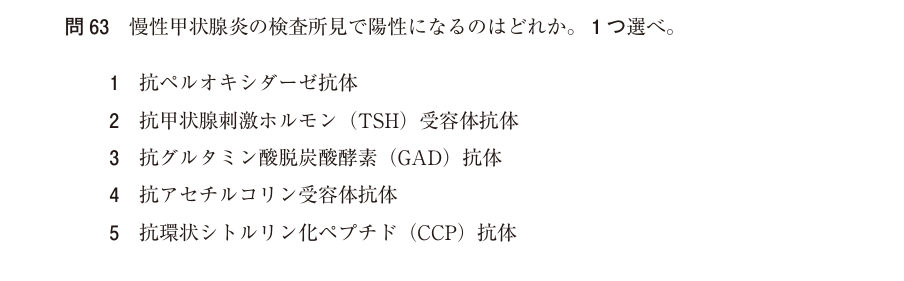 問 63 慢性甲状腺炎の検査所見で陽性になるのはどれか。1つ選べ。
1 抗ペルオキシダーゼ抗体
2 抗甲状腺刺激ホルモン（TSH）受容体抗体
3 抗グルタミン酸脱炭酸酵素（GAD）抗体
4 抗アセチルコリン受容体抗体
5 抗環状シトルリン化ペプチド（CCP）抗体